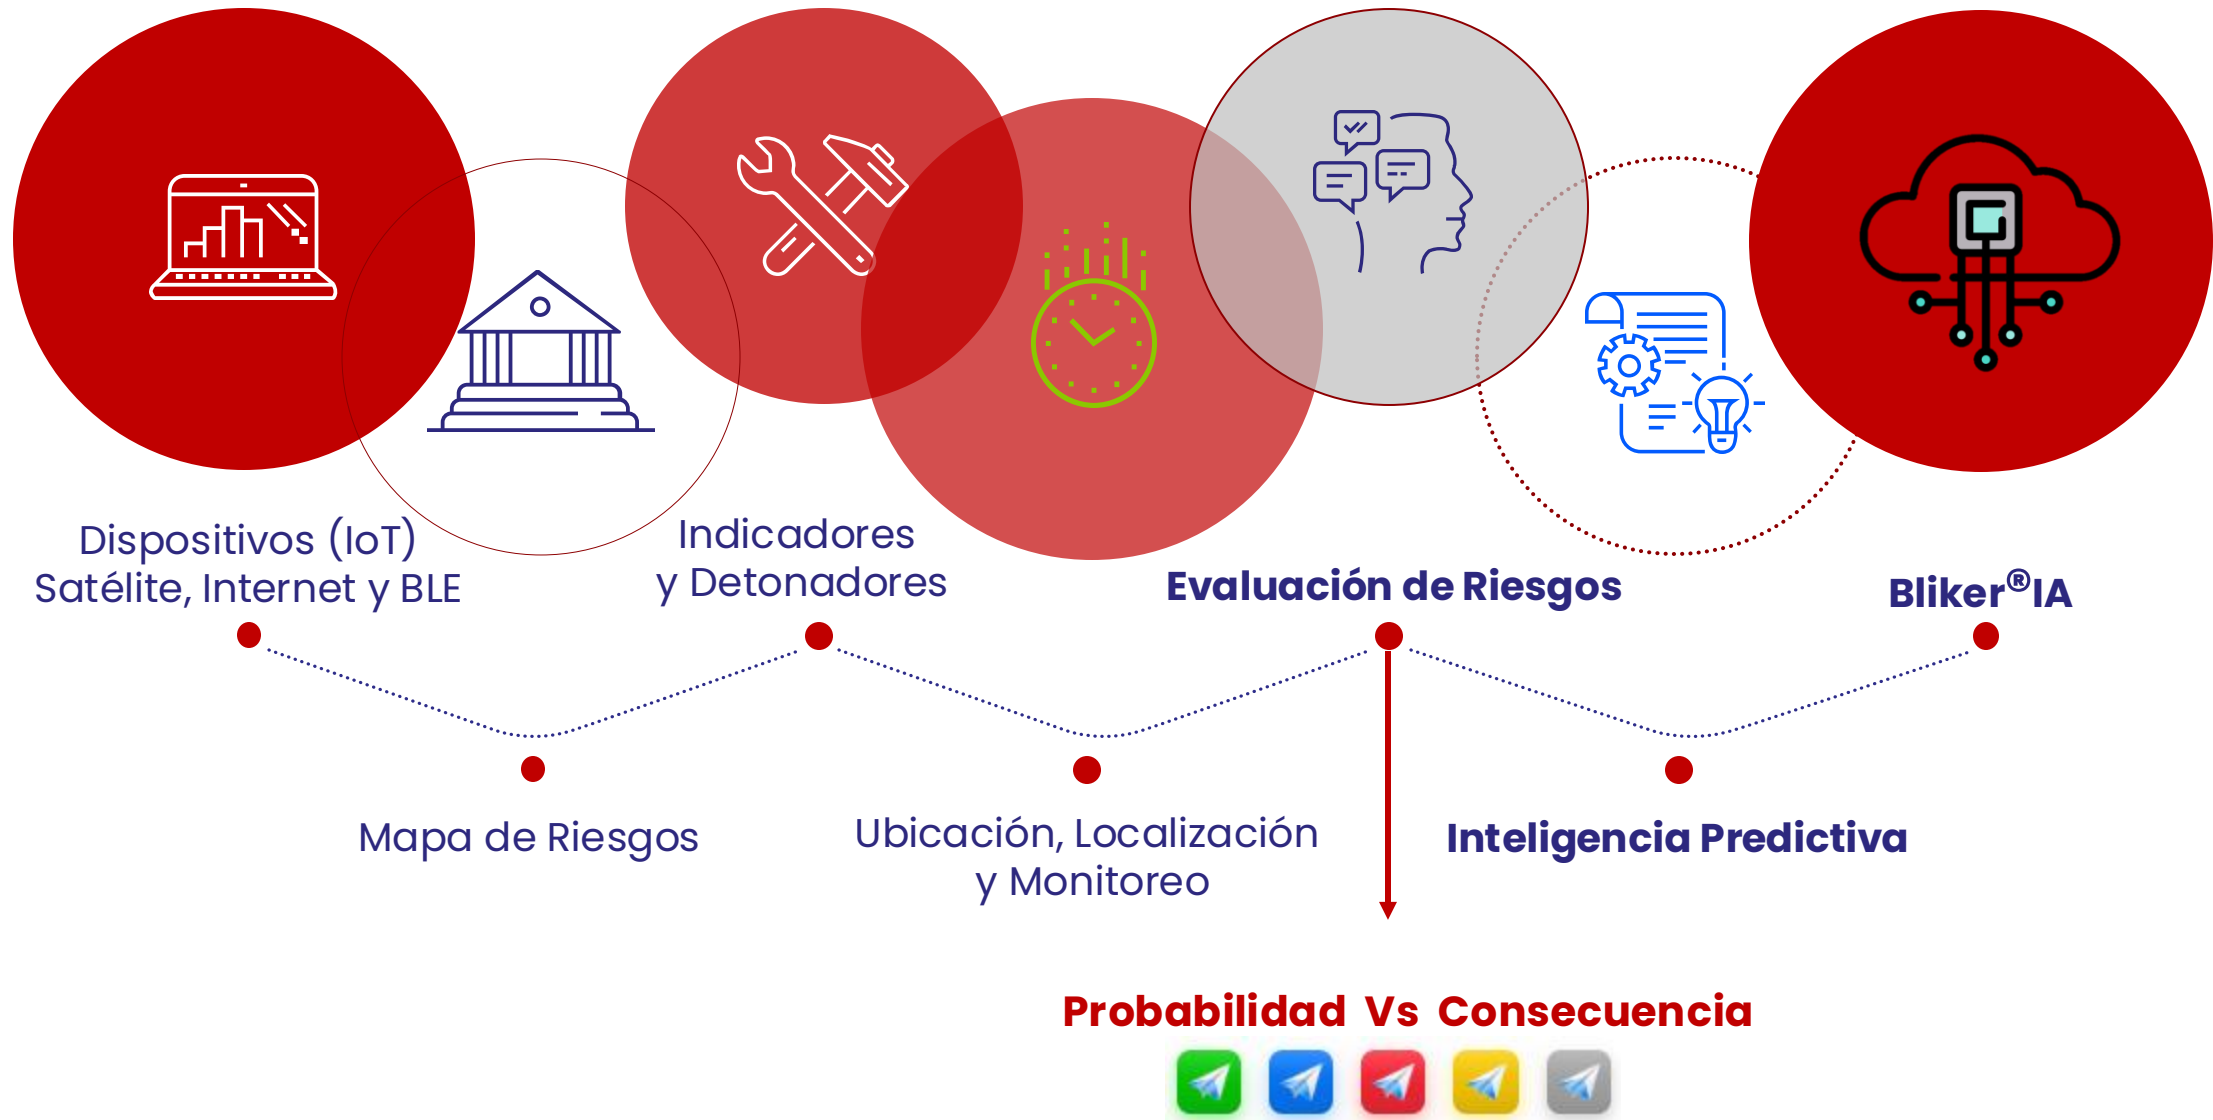 Dispositivos (IoT)
Satélite, Internet y BLE
Indicadores
y Detonadores
Evaluación de Riesgos
Bliker®IA
Mapa de Riesgos
Ubicación, Localización
y Monitoreo
Inteligencia Predictiva
Probabilidad Vs Consecuencia